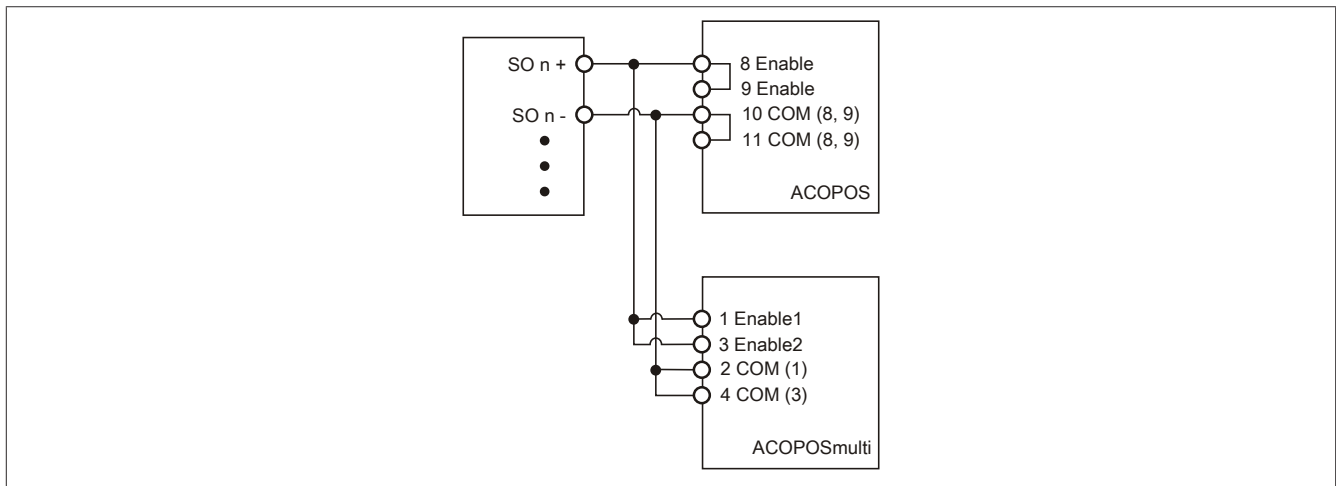 SO n +
SO n -
8 Enable
9 Enable
10 COM (8, 9)
11 COM (8, 9)
ACOPOS
1 Enable1
3 Enable2
2 COM (1)
4 COM (3)
ACOPOSmulti